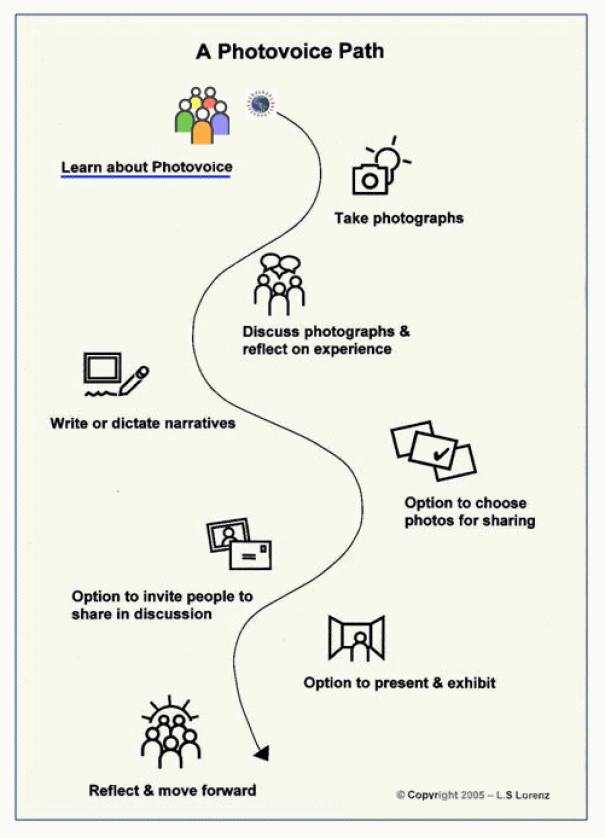 A Photovoice Path
Learn about Photovoice
Take photographs
Discuss photographs &
reflect on experience
Write or dictate narratives
Option to choose
photos for sharing
Option to invite people to
share in discussion
Option to present & exhibit
Reflect & move forward
© Copyright 2005 – L.S Lorenz